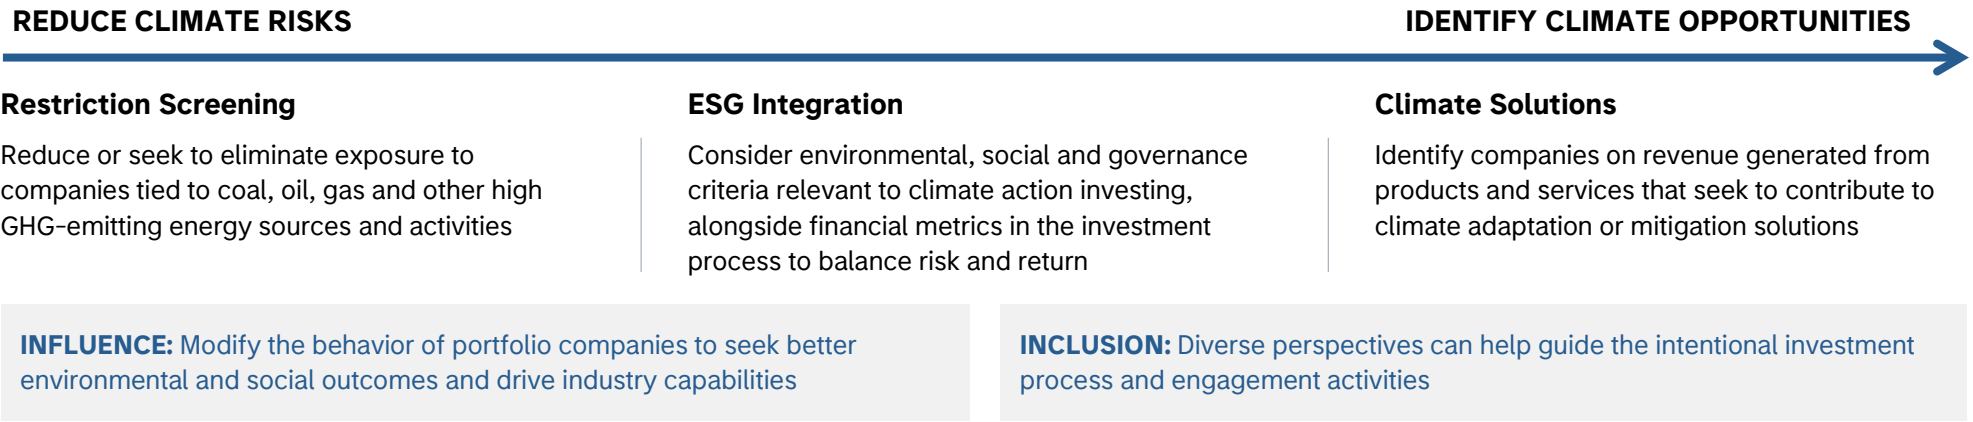 REDUCE CLIMATE RISKS
IDENTIFY CLIMATE OPPORTUNITIES
Restriction Screening
Reduce or seek to eliminate exposure to
companies tied to coal, oil, gas and other high
GHG-emitting energy sources and activities
ESG Integration
Consider environmental, social and governance
criteria relevant to climate action investing,
alongside financial metrics in the investment
process to balance risk and return
Climate Solutions
Identify companies on revenue generated from
products and services that seek to contribute to
climate adaptation or mitigation solutions
INFLUENCE: Modify the behavior of portfolio companies to seek better
environmental and social outcomes and drive industry capabilities
INCLUSION: Diverse perspectives can help guide the intentional investment
process and engagement activities